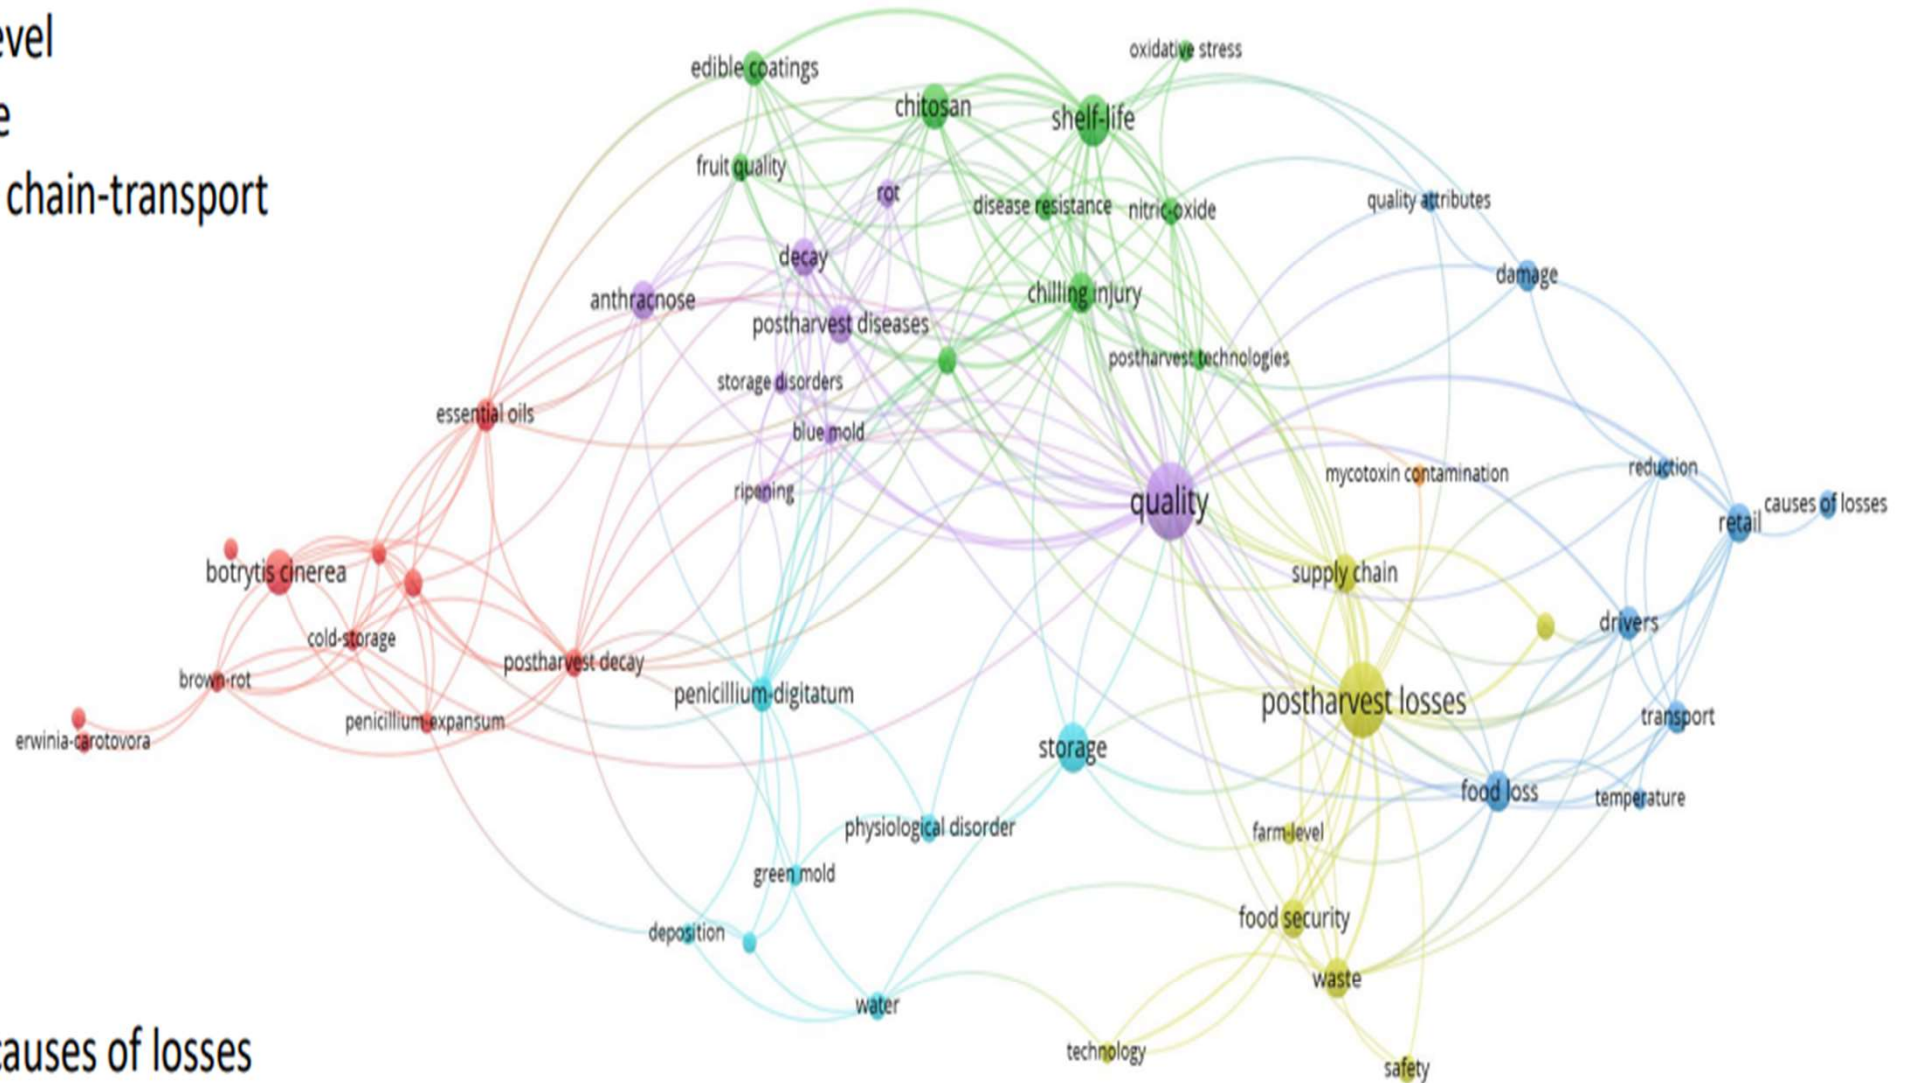 evel
e
chain-transport
causes of losses
edible coatings
oxidative stress
chitosan
shelf-life
fruit quality
rot
disease resistance
nitric-oxide
quality attributes
decay
damage
anthracnose
chilling injury
postharvest diseases
postharvest technologies
storage disorders
essential oils
blue mold
ripening
quality
mycotoxin contamination
reduction
causes of losses
retail
botrytis cinerea
supply chain
cold-storage
drivers
postharvest decay
brown-rot
penicillium-digitatum
postharvest losses
penicillium-expansum
transport
erwinia-carotovora
storage
food loss
temperature
physiological disorder
farm-level
green mold
food security
deposition
waste
water
technology
safety